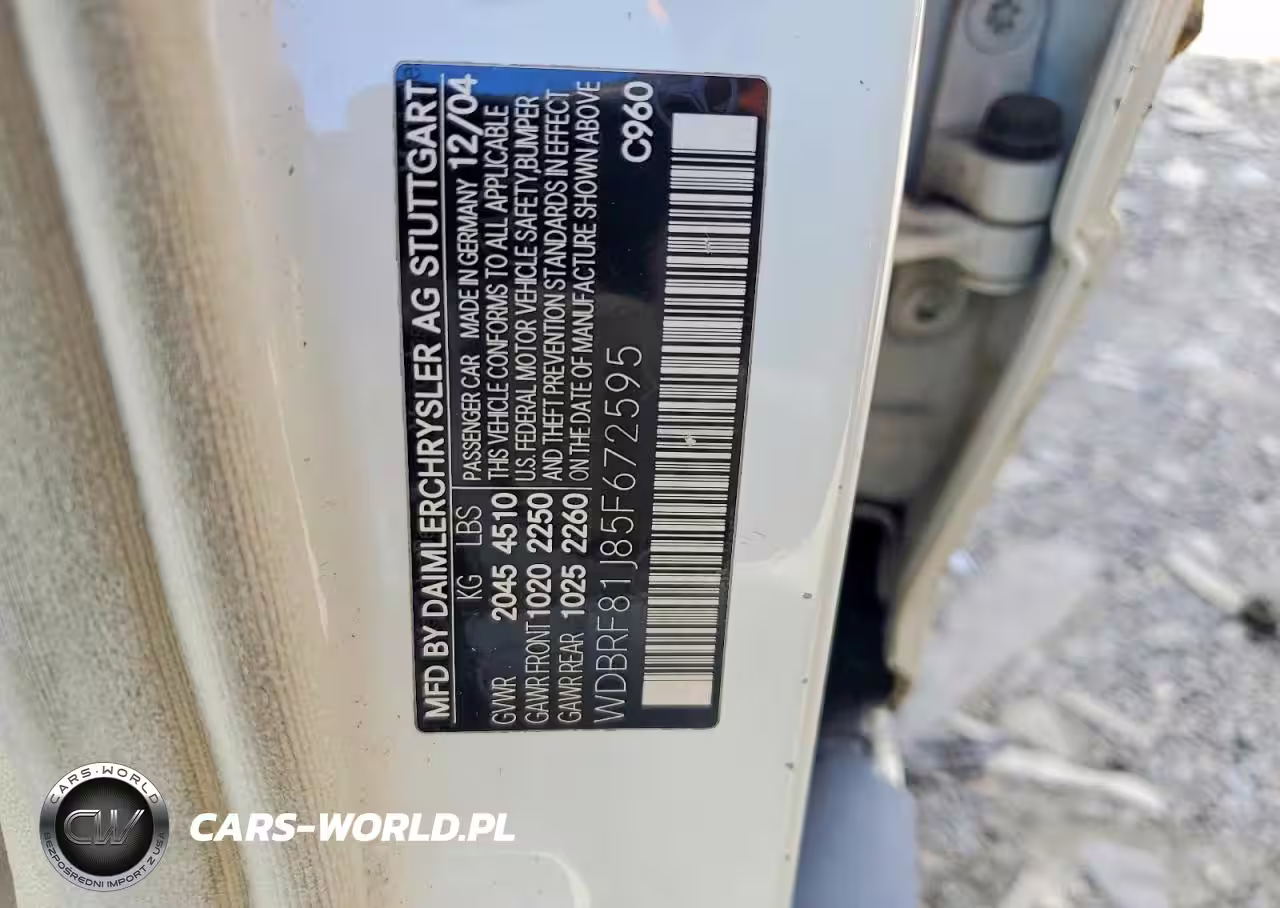 MFD BY DAIMLERCHRYSLER AG STUTTGART
KG LBS
GVWR 2045 4510
GAWR FRONT 1020 2250
GAWR REAR 1025 2260
PASSENGER CAR MADE IN GERMANY 12/04
THIS VEHICLE CONFORMS TO ALL APPLICABLE
U.S. FEDERAL MOTOR VEHICLE SAFETY,BUMPER
AND THEFT PREVENTION STANDARDS IN EFFECT
ON THE DATE OF MANUFACTURE SHOWN ABOVE
WDBRF81J85F672595
C960
CARS-WORLD
CW
BEZPOŚREDNI IMPORT Z USA
CARS-WORLD.PL